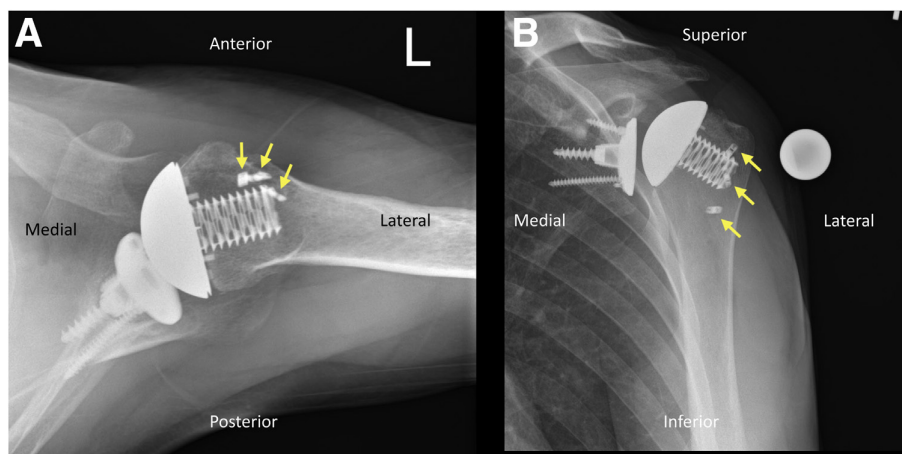 A
Anterior
L
Medial
Lateral
Posterior
B
Superior
Medial
Lateral
Inferior